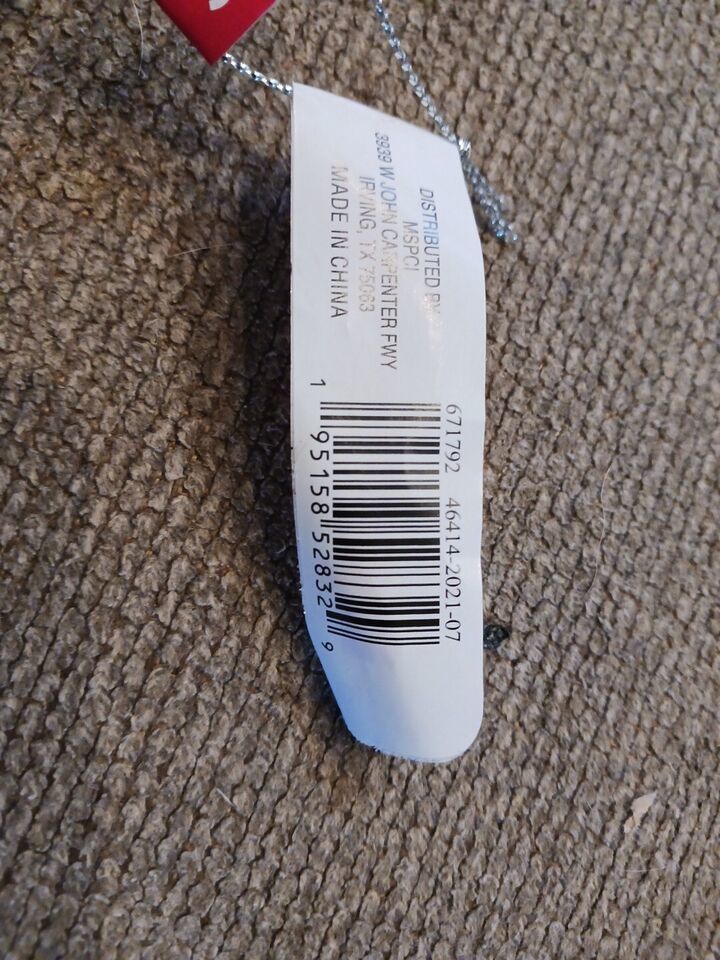 DISTRIBUTED BY
MSPCI
3939 W JOHN CARPENTER FWY
IRVING, TX 75063
MADE IN CHINA
671792 46414-2021-07
1 95158 52832 9